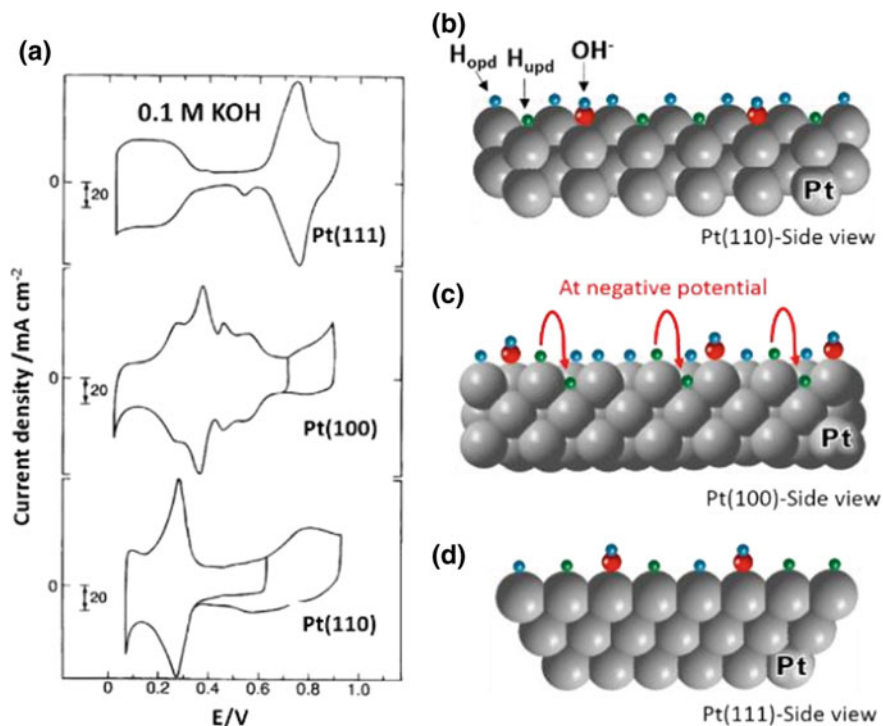 (a)
0.1 M KOH
0
20
Pt(111)
0
20
Pt(100)
0
20
Pt(110)
0 0.2 0.4 0.6 0.8 1.0
E/V
Current density /mA cm-2
(b)
Hopd Hupd OH-
Pt
Pt(110)-Side view
(c)
At negative potential
Pt
Pt(100)-Side view
(d)
Pt
Pt(111)-Side view